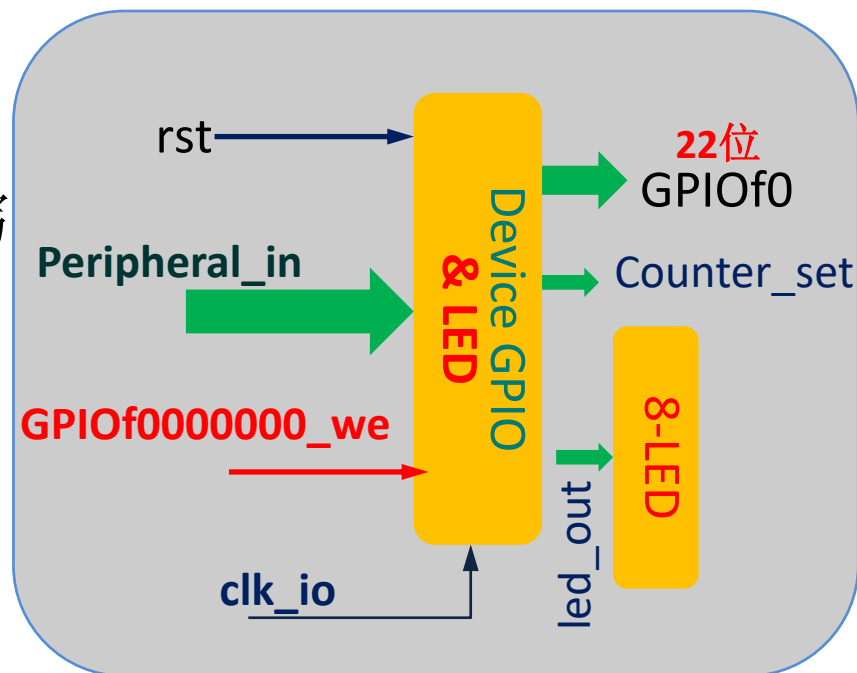 rst
22位
GPIOf0
Peripheral_in
Device GPIO
& LED
Counter_set
GPIOf0000000_we
8-LED
led_out
clk_io